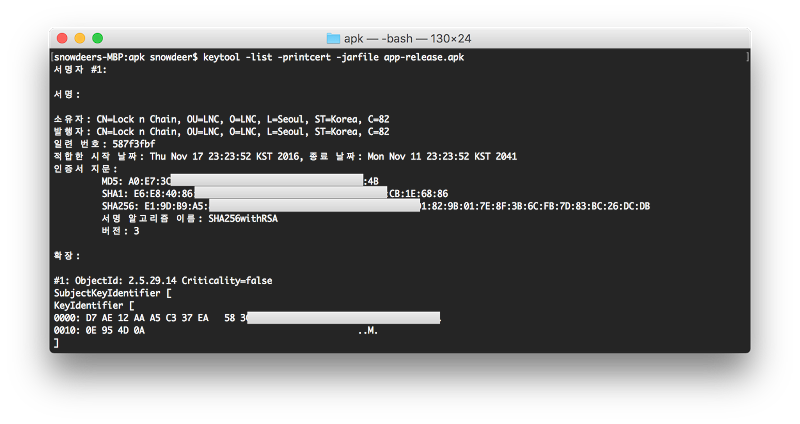 apk — -bash — 130×24
[snowdeers-MBP:apk snowdeer$ keytool -list -printcert -jarfile app-release.apk ]
서명자 #1:
서명:
소유자: CN=Lock n Chain, OU=LNC, O=LNC, L=Seoul, ST=Korea, C=82
발행자: CN=Lock n Chain, OU=LNC, O=LNC, L=Seoul, ST=Korea, C=82
일련 번호: 587f3fbf
적합한 시작 날짜: Thu Nov 17 23:23:52 KST 2016, 종료 날짜: Mon Nov 11 23:23:52 KST 2041
인증서 지문:
MD5: A0:E7:3C :4B
SHA1: E6:E8:40:86 :CB:1E:68:86
SHA256: E1:9D:B9:A5: :82:9B:01:7E:8F:3B:6C:FB:7D:83:BC:26:DC:DB
서명 알고리즘 이름: SHA256withRSA
버전: 3
확장:
#1: ObjectId: 2.5.29.14 Criticality=false
SubjectKeyIdentifier [
KeyIdentifier [
0000: D7 AE 12 AA A5 C3 37 EA 58
0010: 0E 95 4D 0A ..M.
]